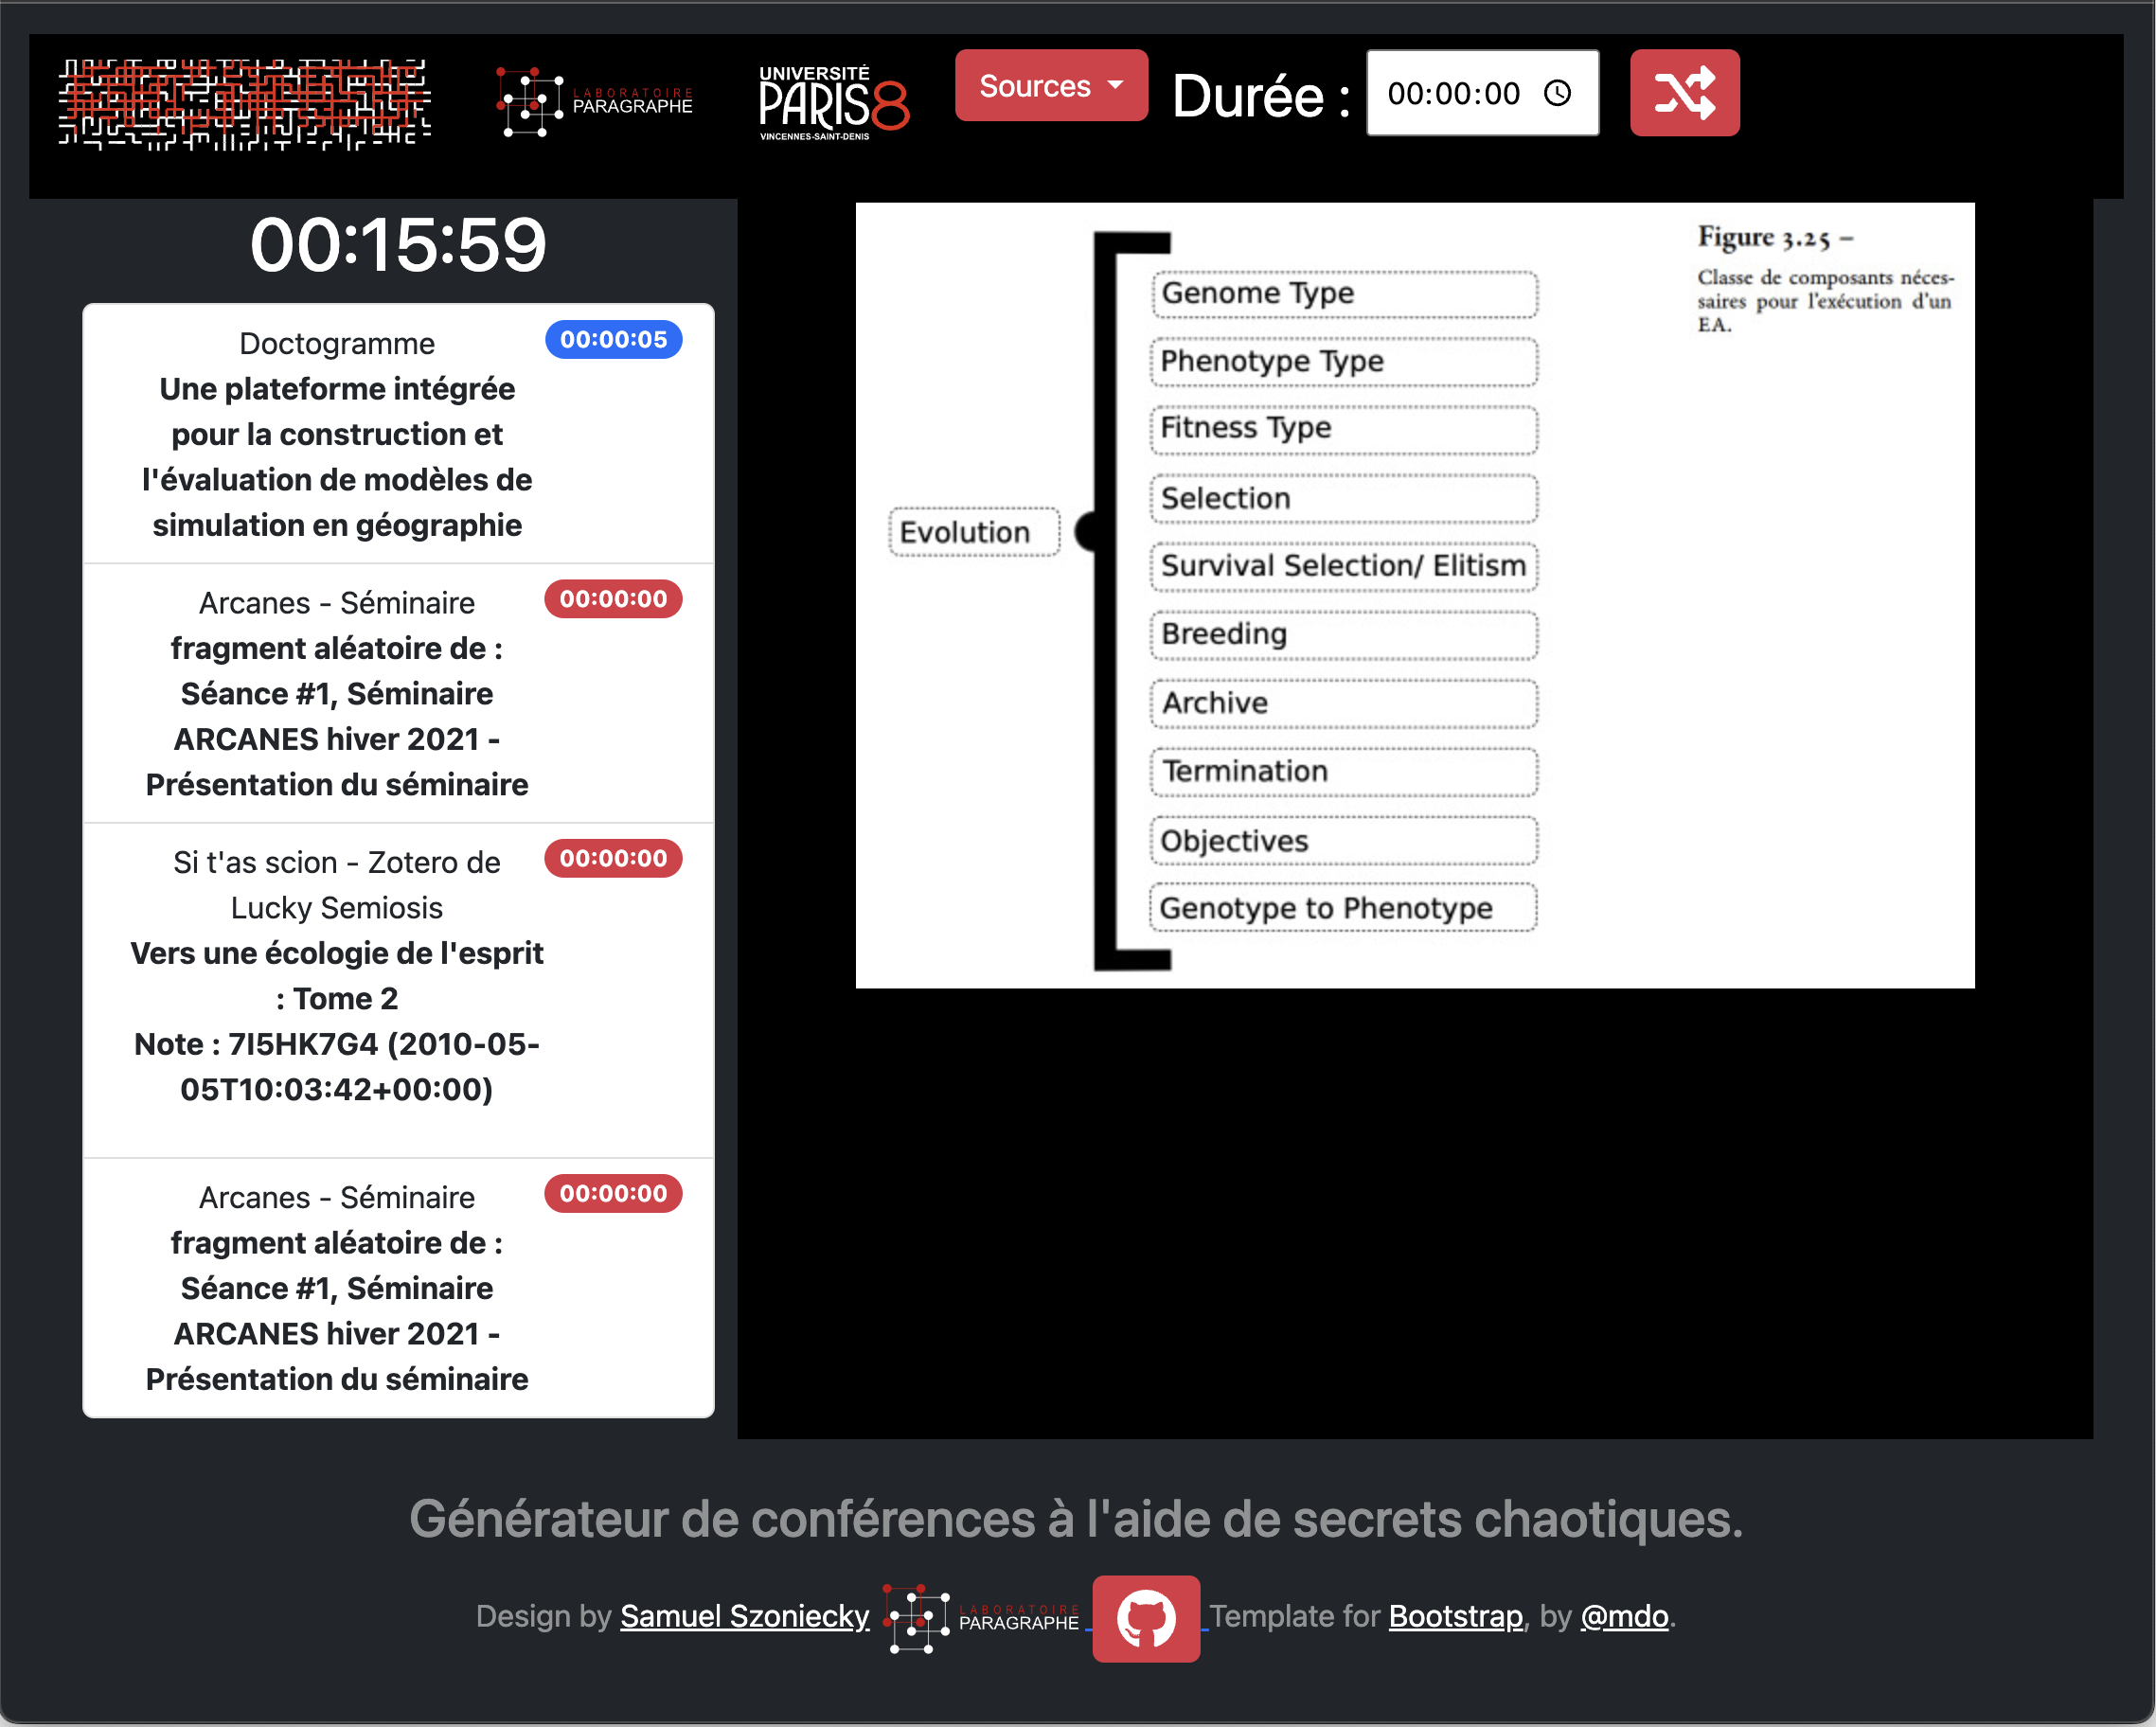 LABORATOIRE
PARAGRAPHE
UNIVERSITÉ
PARIS8
VINCENNES-SAINT-DENIS
Sources
Durée :
00:00:00
00:15:59
Doctogramme
00:00:05
Une plateforme intégrée
pour la construction et
l'évaluation de modèles de
simulation en géographie
Arcanes - Séminaire
00:00:00
fragment aléatoire de :
Séance #1, Séminaire
ARCANES hiver 2021 -
Présentation du séminaire
Si t'as scion - Zotero de
00:00:00
Lucky Semiosis
Vers une écologie de l'esprit
: Tome 2
Note : 7I5HK7G4 (2010-05-
05T10:03:42+00:00)
Arcanes - Séminaire
00:00:00
fragment aléatoire de :
Séance #1, Séminaire
ARCANES hiver 2021 -
Présentation du séminaire
Evolution
Genome Type
Phenotype Type
Fitness Type
Selection
Survival Selection/ Elitism
Breeding
Archive
Termination
Objectives
Genotype to Phenotype
Figure 3.25 –
Classe de composants néces-
saires pour l'exécution d'un
EA.
Générateur de conférences à l'aide de secrets chaotiques.
Design by Samuel Szoniecky LABORATOIRE PARAGRAPHE Template for Bootstrap, by @mdo.